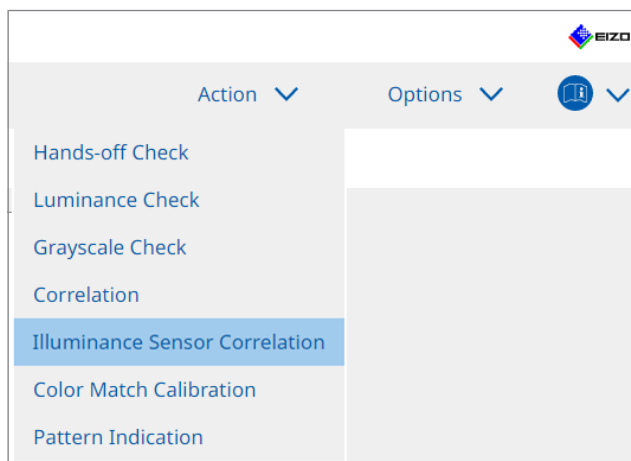 EIZO
Action Options
Hands-off Check
Luminance Check
Grayscale Check
Correlation
Illuminance Sensor Correlation
Color Match Calibration
Pattern Indication